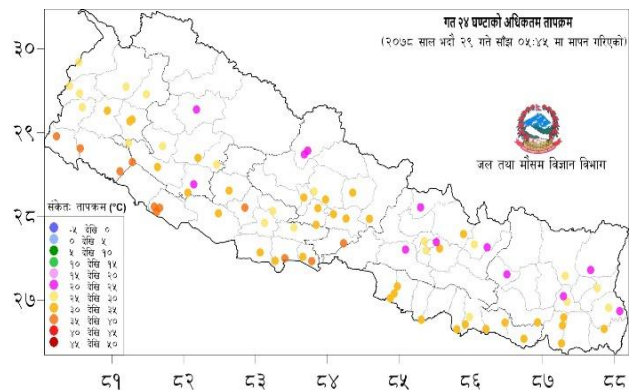 गत २४ घण्टाको अधिकतम तापक्रम
(२०७८ साल भदौ २९ गते साँझ ०५:४५ मा मापन गरिएको)
जल तथा मौसम विज्ञान विभाग
संकेतः तापक्रम (°C)
-५ देखि ०
० देखि ५
५ देखि १०
१० देखि १५
१५ देखि २०
२० देखि २५
२५ देखि ३०
३० देखि ३५
३५ देखि ४०
४० देखि ४५
४५ देखि ५०
३०
२९
२८
२७
८१ ८२ ८३ ८४ ८५ ८६ ८७ ८८